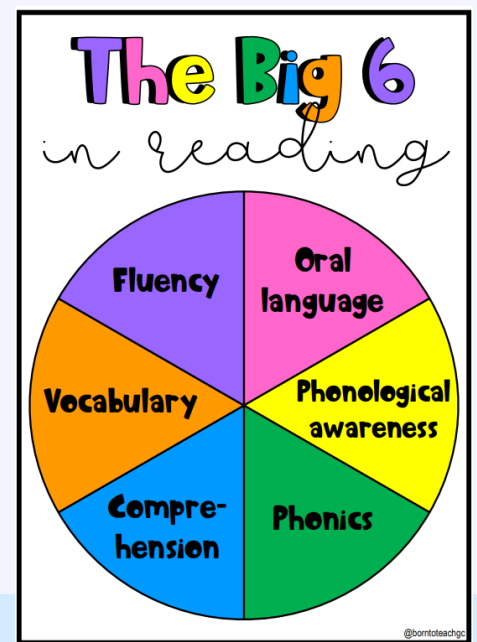 The Big 6
in reading
Fluency
Oral
language
Vocabulary
Phonological
awareness
Compre-
hension
Phonics
@borntoteachgc